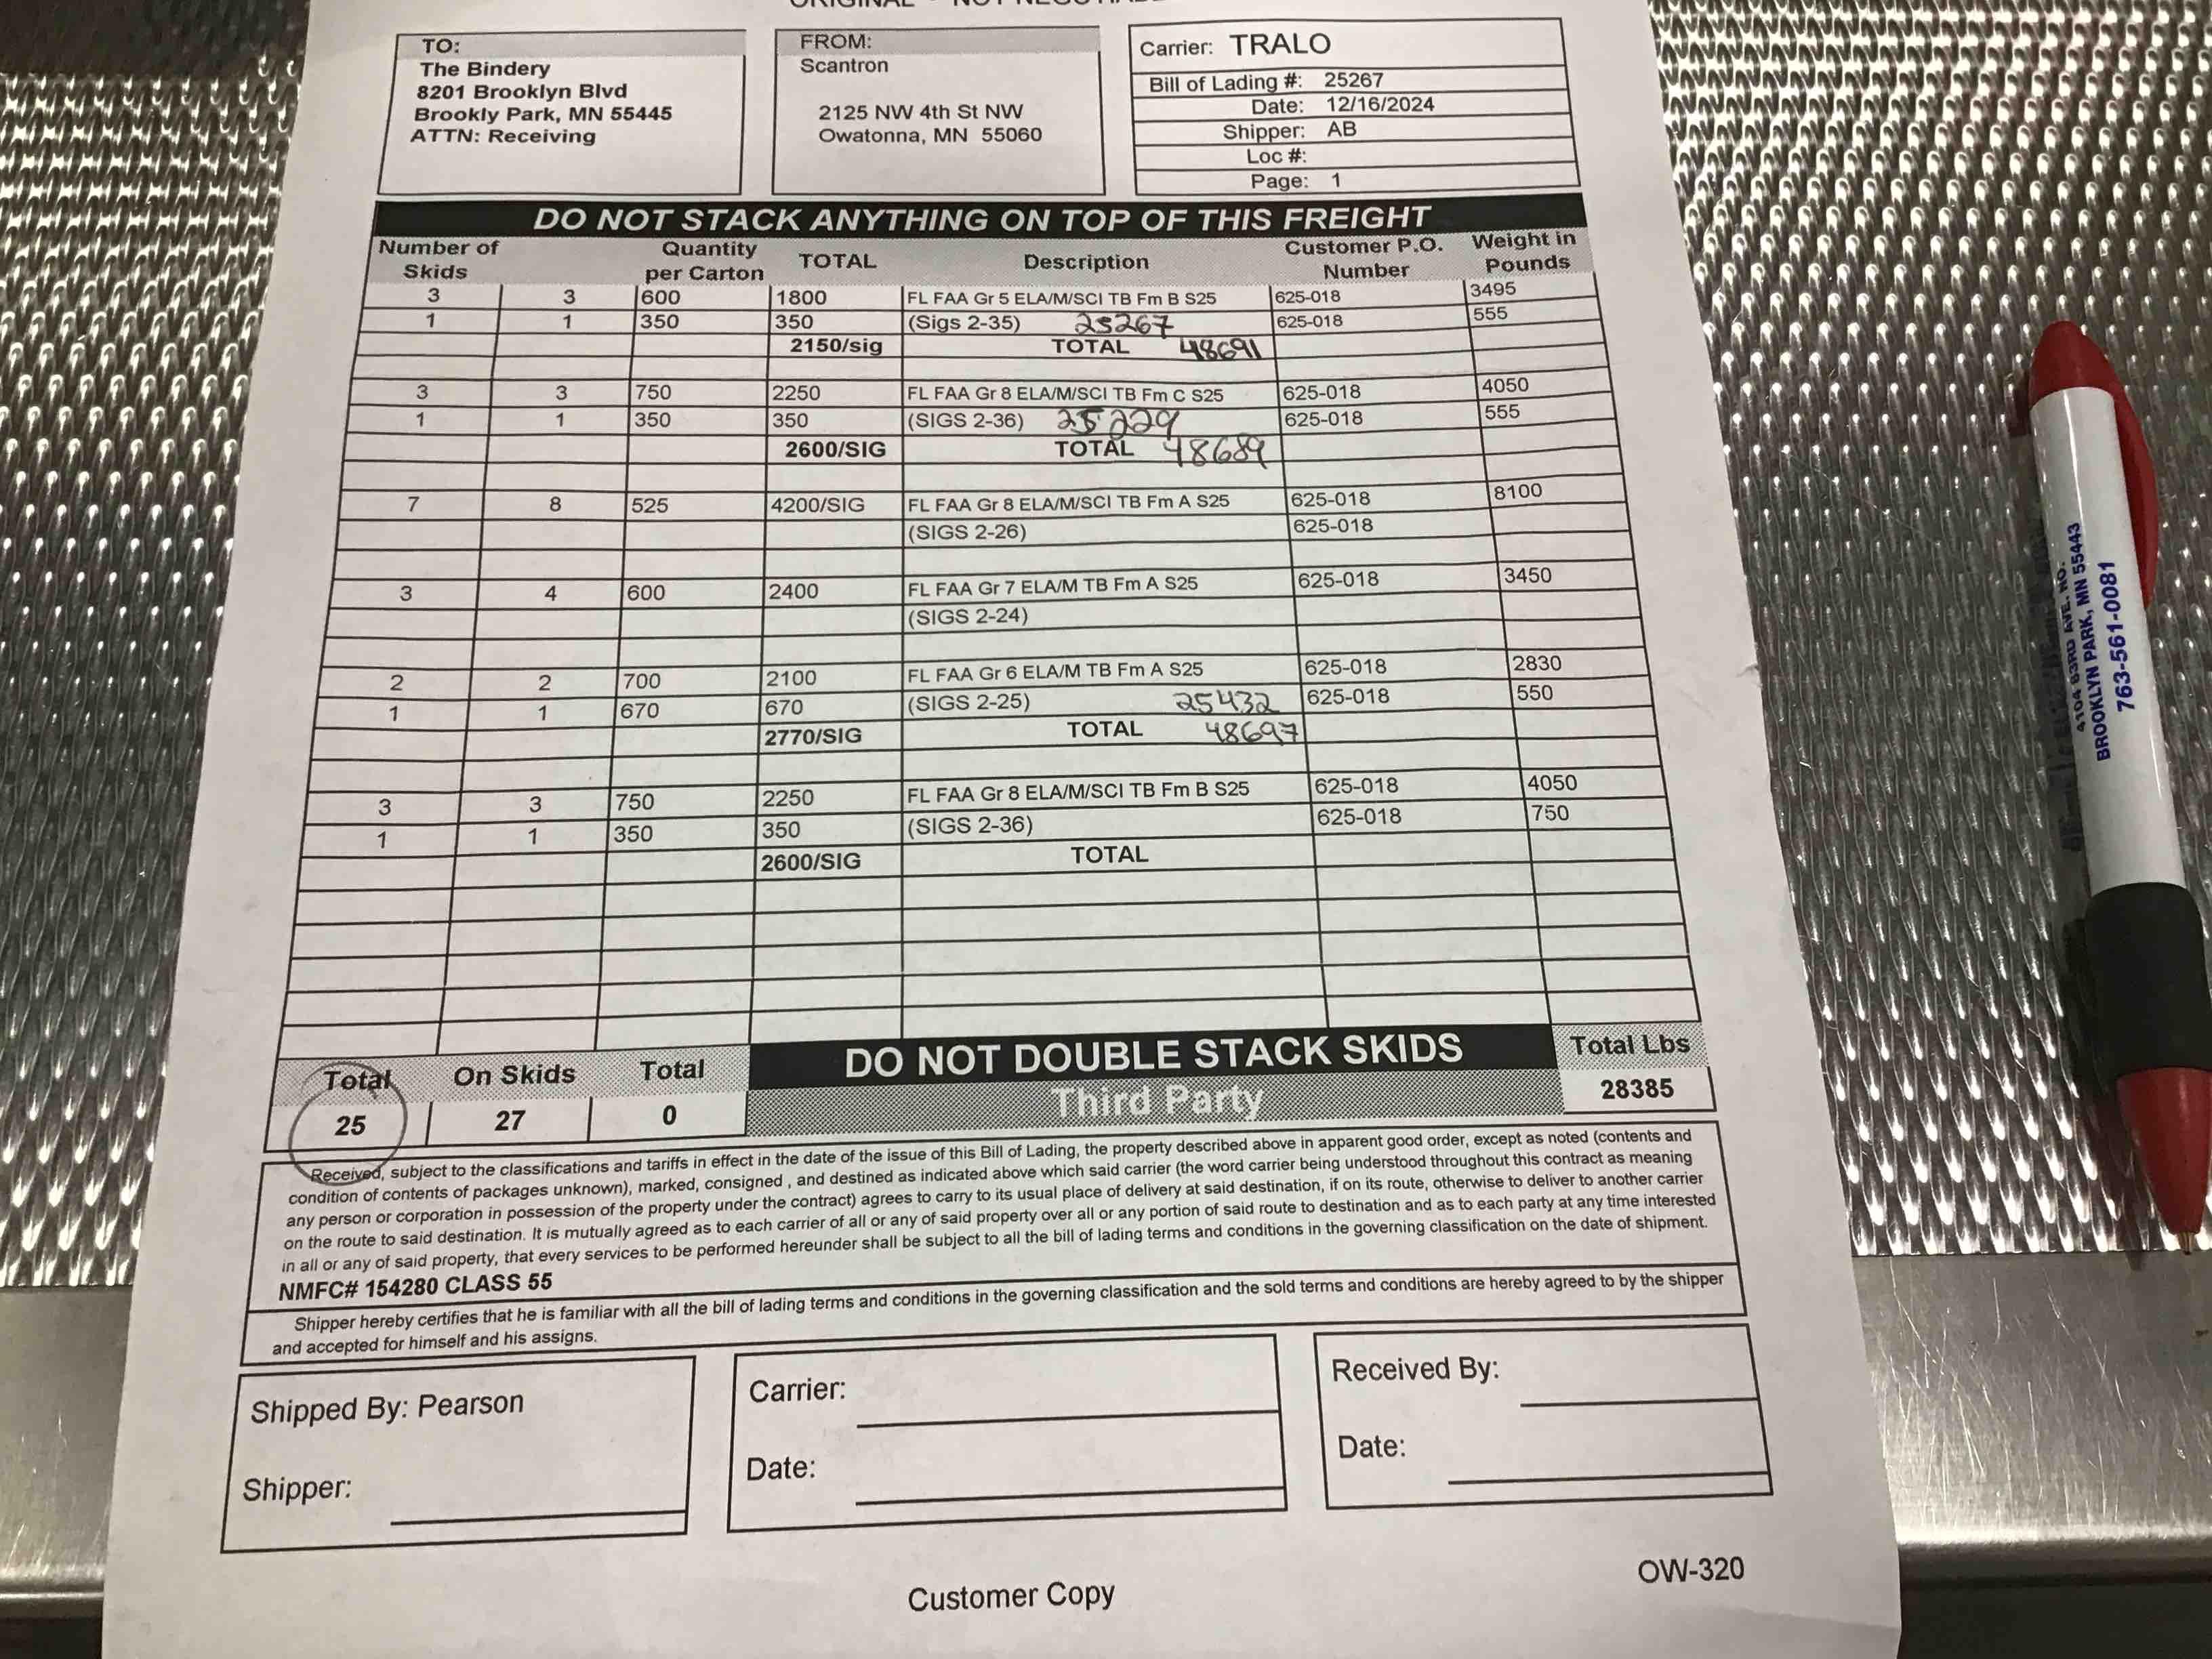 TO:
The Bindery
8201 Brooklyn Blvd
Brookly Park, MN 55445
ATTN: Receiving
FROM:
Scantron
2125 NW 4th St NW
Owatonna, MN 55060
Carrier: TRALO
Bill of Lading #: 25267
Date: 12/16/2024
Shipper: AB
Loc #:
Page: 1
DO NOT STACK ANYTHING ON TOP OF THIS FREIGHT
Number of Skids Quantity per Carton TOTAL Description Customer P.O. Number Weight in Pounds
3 3 600 1800 FL FAA Gr 5 ELA/M/SCI TB Fm B S25 625-018 3495
1 1 350 350 (Sigs 2-35) 25267 625-018 555
2150/sig TOTAL 48691
3 3 750 2250 FL FAA Gr 8 ELA/M/SCI TB Fm C S25 625-018 4050
1 1 350 350 (SIGS 2-36) 25229 625-018 555
2600/SIG TOTAL 48689
7 8 525 4200/SIG FL FAA Gr 8 ELA/M/SCI TB Fm A S25 625-018 8100
(SIGS 2-26) 625-018
3 4 600 2400 FL FAA Gr 7 ELA/M TB Fm A S25 625-018 3450
(SIGS 2-24)
2 2 700 2100 FL FAA Gr 6 ELA/M TB Fm A S25 625-018 2830
1 1 670 670 (SIGS 2-25) 25432 625-018 550
2770/SIG TOTAL 48697
3 3 750 2250 FL FAA Gr 8 ELA/M/SCI TB Fm B S25 625-018 4050
1 1 350 350 (SIGS 2-36) 625-018 750
2600/SIG TOTAL
Total On Skids Total DO NOT DOUBLE STACK SKIDS Total Lbs
25 27 0 Third Party 28385
Received, subject to the classifications and tariffs in effect in the date of the issue of this Bill of Lading, the property described above in apparent good order, except as noted (contents and
condition of contents of packages unknown), marked, consigned , and destined as indicated above which said carrier (the word carrier being understood throughout this contract as meaning
any person or corporation in possession of the property under the contract) agrees to carry to its usual place of delivery at said destination, if on its route, otherwise to deliver to another carrier
on the route to said destination. It is mutually agreed as to each carrier of all or any of said property over all or any portion of said route to destination and as to each party at any time interested
in all or any of said property, that every services to be performed hereunder shall be subject to all the bill of lading terms and conditions in the governing classification on the date of shipment.
NMFC# 154280 CLASS 55
Shipper hereby certifies that he is familiar with all the bill of lading terms and conditions in the governing classification and the sold terms and conditions are hereby agreed to by the shipper
and accepted for himself and his assigns.
Shipped By: Pearson
Shipper:
Carrier:
Date:
Received By:
Date:
Customer Copy
OW-320
4104 83RD AVE. NO.
BROOKLYN PARK, MN 55443
763-561-0081